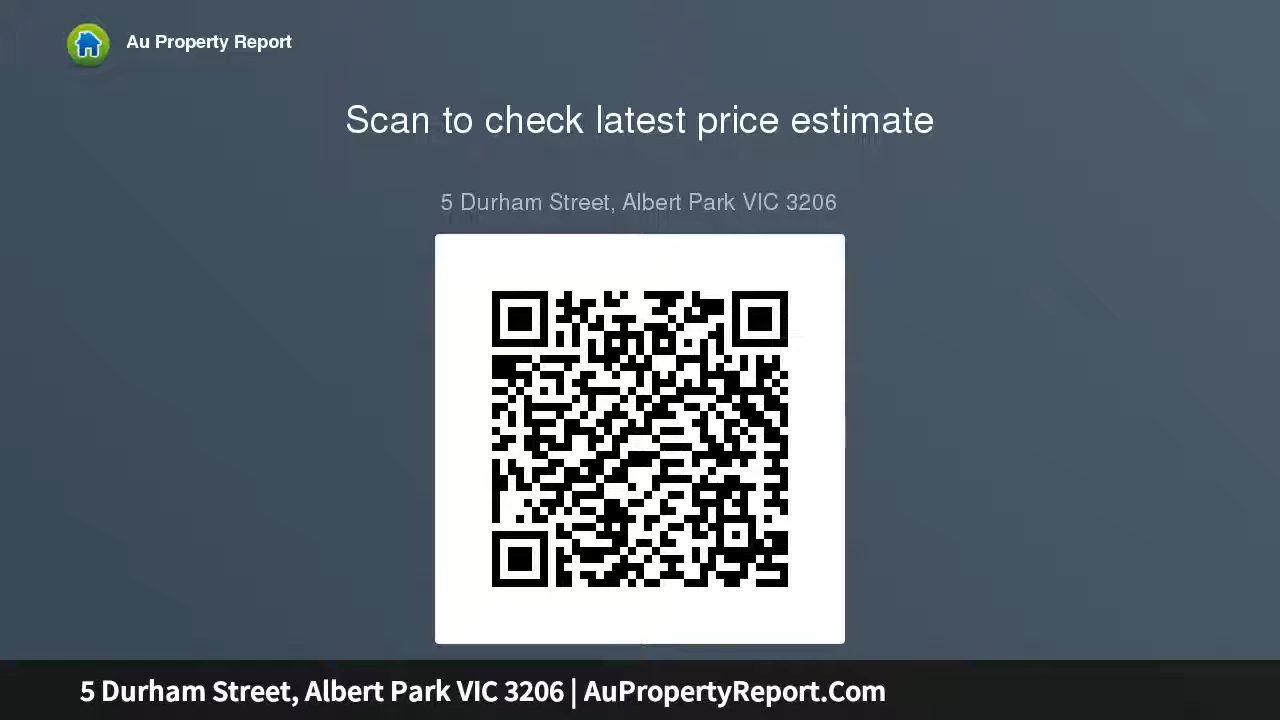 Au Property Report
Scan to check latest price estimate
5 Durham Street, Albert Park VIC 3206
5 Durham Street, Albert Park VIC 3206 | AuPropertyReport.Com